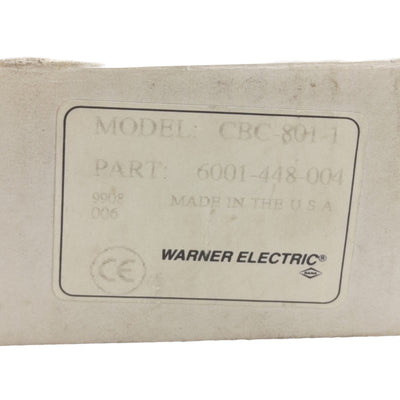 MODEL: CBC-801-1
PART: 6001-448-004
9908 MADE IN THE U S A
006
CE WARNER ELECTRIC®